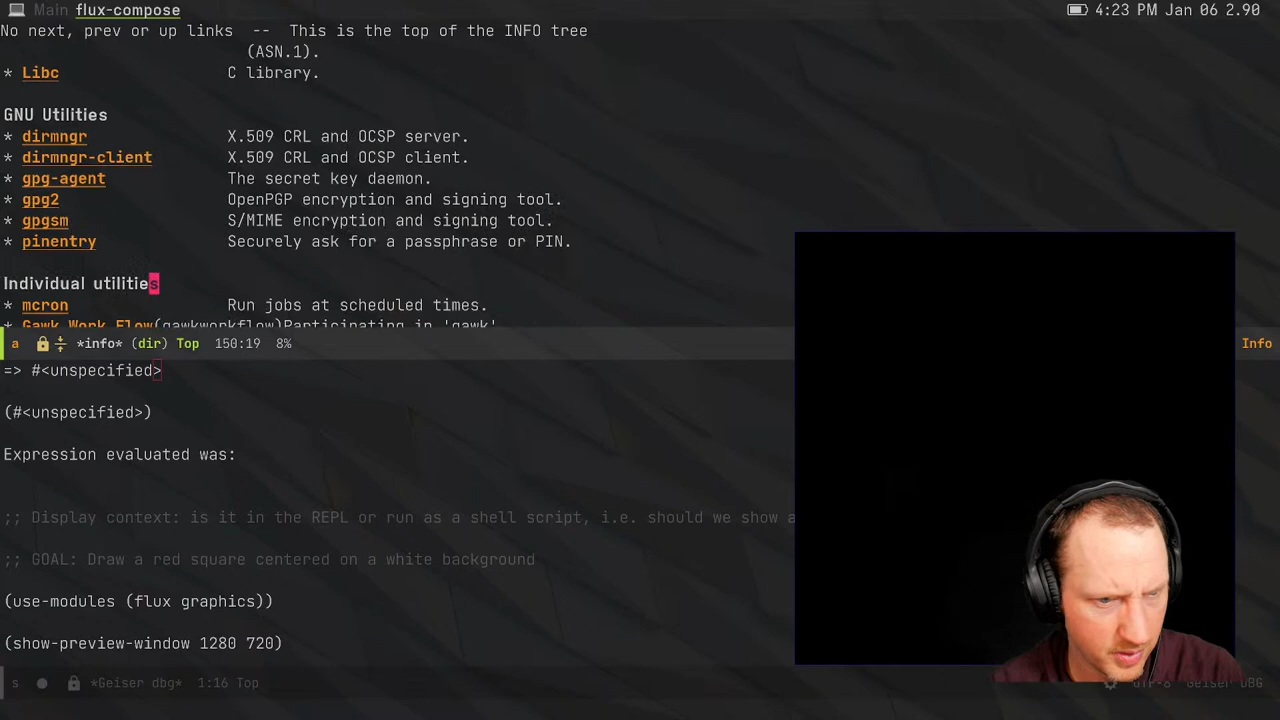 Main flux-compose
4:23 PM Jan 06 2.90
No next, prev or up links -- This is the top of the INFO tree
(ASN.1).
* Libc C library.
GNU Utilities
* dirmngr X.509 CRL and OCSP server.
* dirmngr-client X.509 CRL and OCSP client.
* gpg-agent The secret key daemon.
* gpg2 OpenPGP encryption and signing tool.
* gpgsm S/MIME encryption and signing tool.
* pinentry Securely ask for a passphrase or PIN.
Individual utilities
* mcron Run jobs at scheduled times.
* Gawk Work Flow(gawkworkflow)Participating in 'gawk'
a *info* (dir) Top 150:19 8% Info
=> #<unspecified>
(#<unspecified>)
Expression evaluated was:
;; Display context: is it in the REPL or run as a shell script, i.e. should we show a
;; GOAL: Draw a red square centered on a white background
(use-modules (flux graphics))
(show-preview-window 1280 720)
s *Geiser dbg* 1:16 Top UTF-8 Geiser DBG